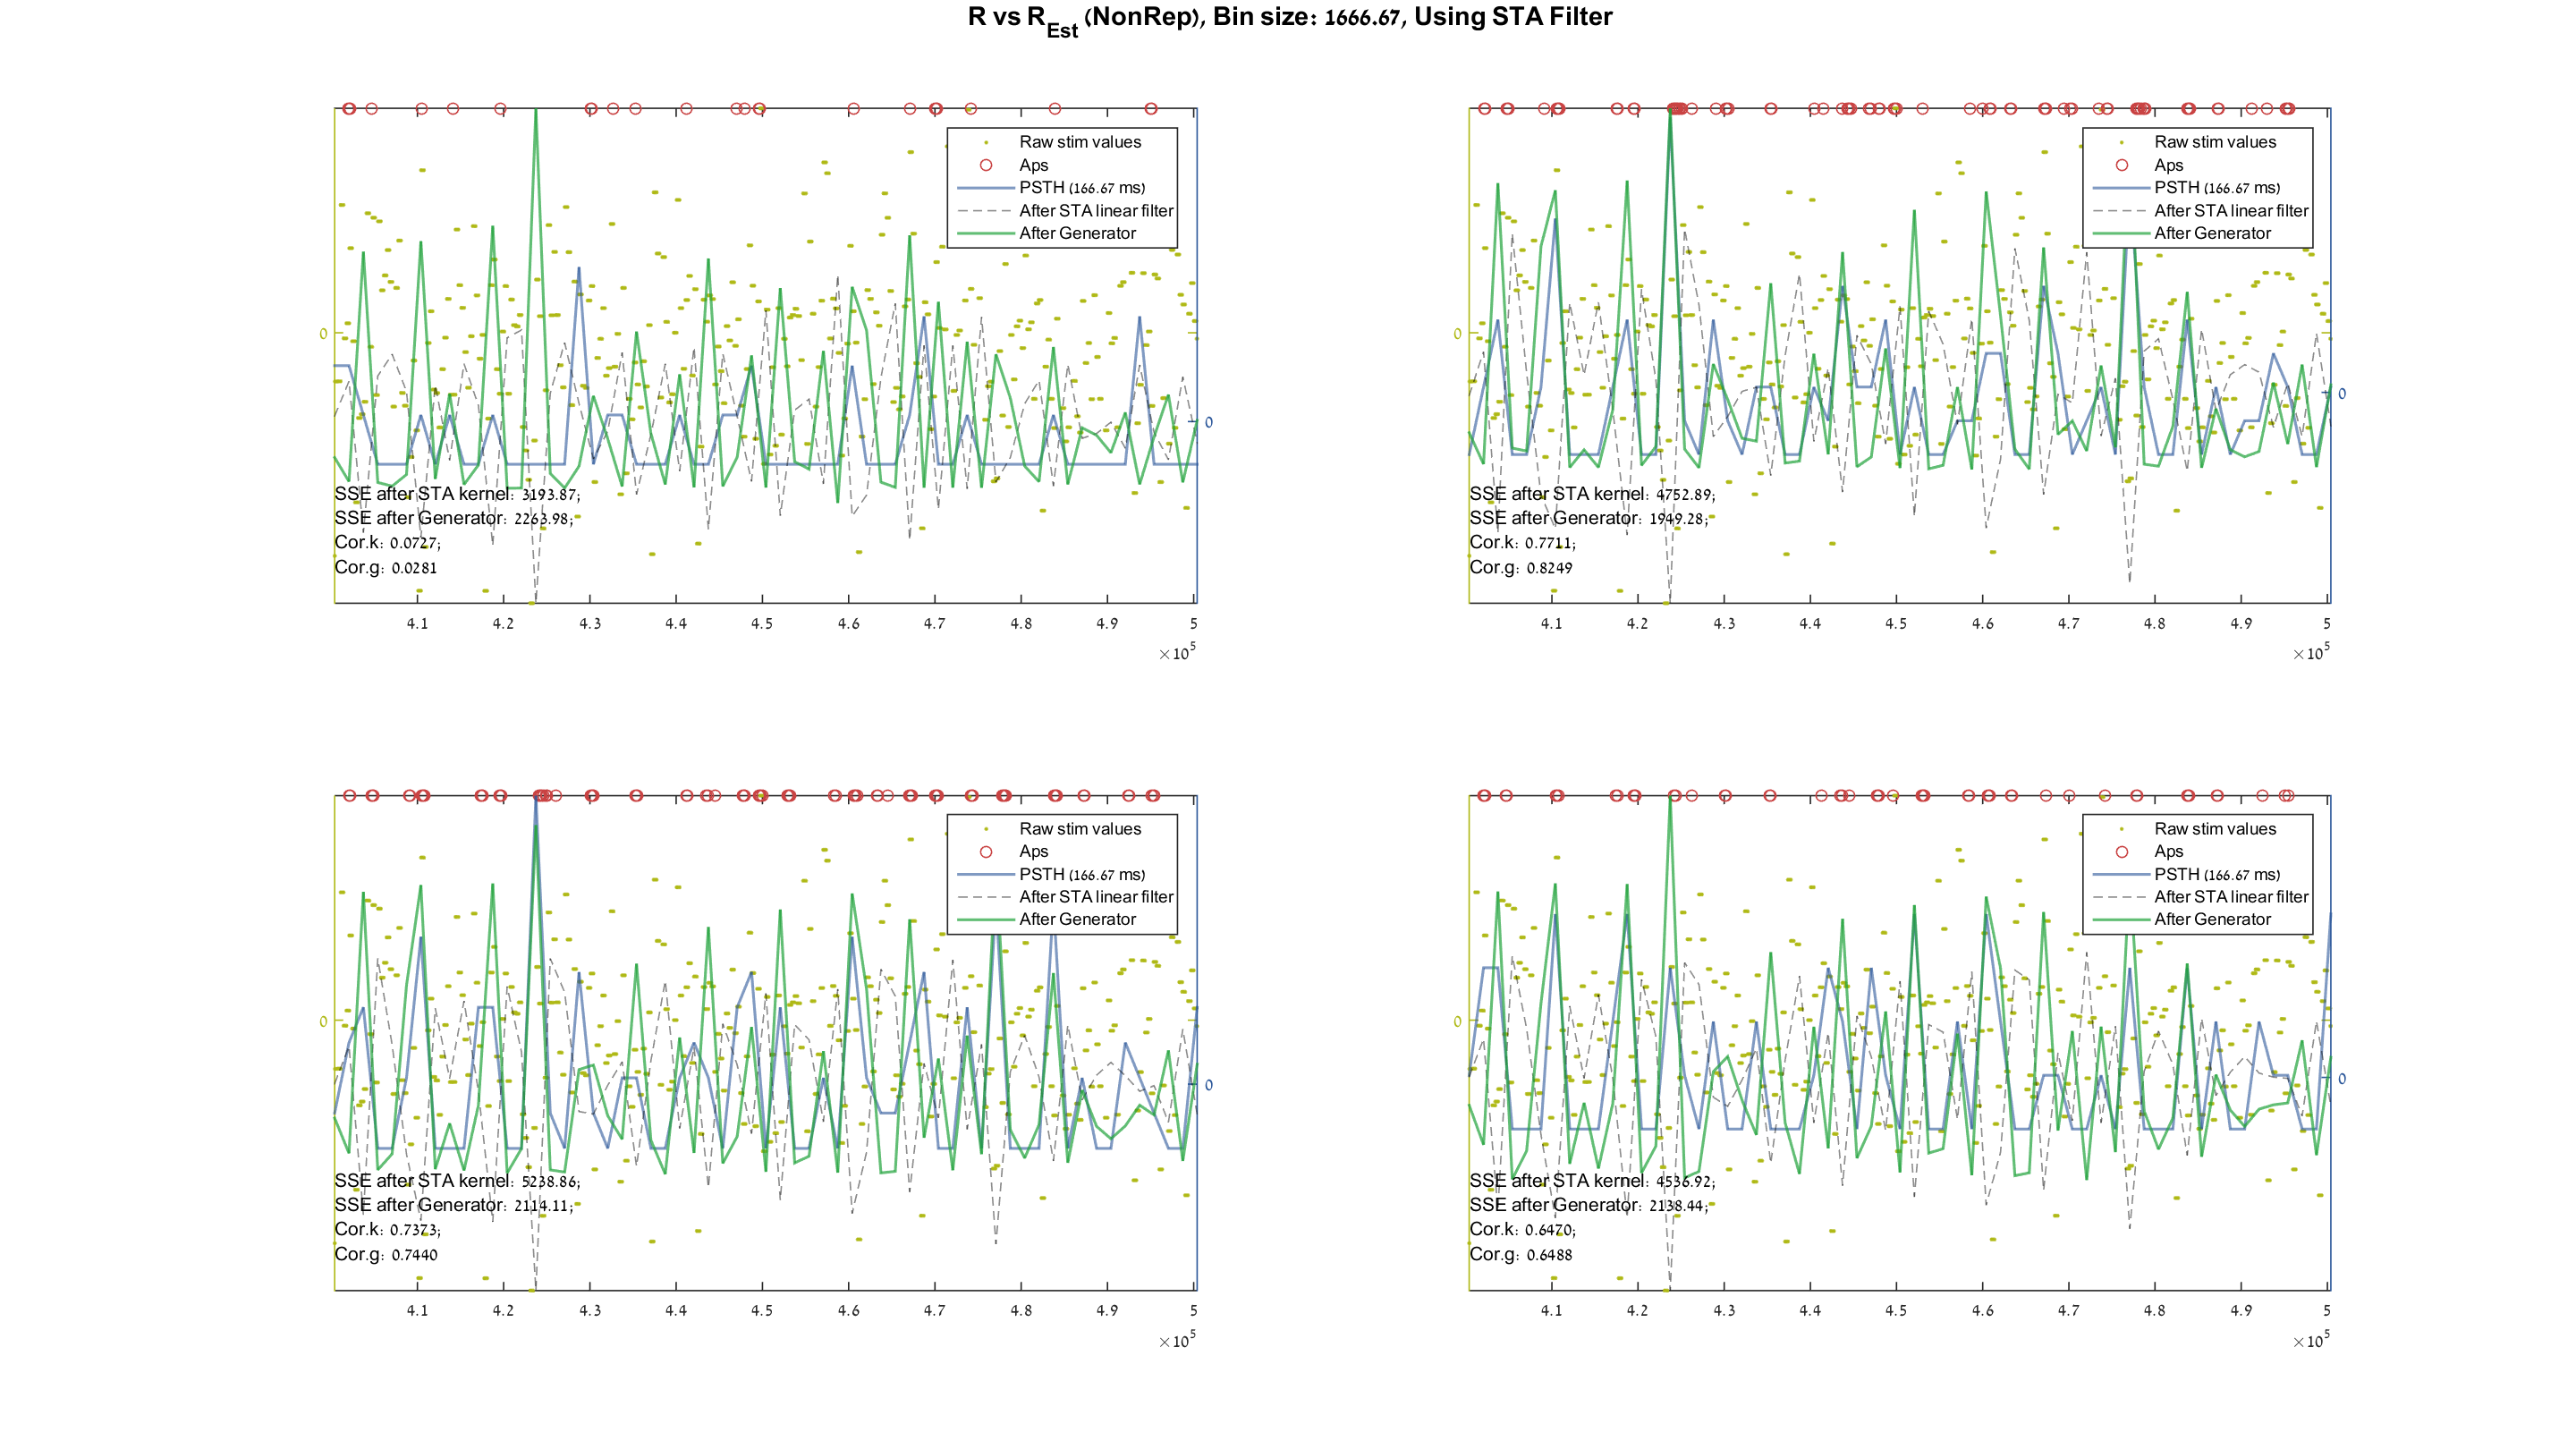 R vs R_Est (NonRep), Bin size: 1666.67, Using STA Filter
Raw stim values
Aps
PSTH (166.67 ms)
After STA linear filter
After Generator
0
0
SSE after STA kernel: 3193.87;
SSE after Generator: 2263.98;
Cor.k: 0.0727;
Cor.g: 0.0281
4.1 4.2 4.3 4.4 4.5 4.6 4.7 4.8 4.9 5
×10^5
Raw stim values
Aps
PSTH (166.67 ms)
After STA linear filter
After Generator
0
0
SSE after STA kernel: 4752.89;
SSE after Generator: 1949.28;
Cor.k: 0.7711;
Cor.g: 0.8249
4.1 4.2 4.3 4.4 4.5 4.6 4.7 4.8 4.9 5
×10^5
Raw stim values
Aps
PSTH (166.67 ms)
After STA linear filter
After Generator
0
0
SSE after STA kernel: 5238.86;
SSE after Generator: 2114.11;
Cor.k: 0.7373;
Cor.g: 0.7440
4.1 4.2 4.3 4.4 4.5 4.6 4.7 4.8 4.9 5
×10^5
Raw stim values
Aps
PSTH (166.67 ms)
After STA linear filter
After Generator
0
0
SSE after STA kernel: 4536.92;
SSE after Generator: 2138.44;
Cor.k: 0.6470;
Cor.g: 0.6488
4.1 4.2 4.3 4.4 4.5 4.6 4.7 4.8 4.9 5
×10^5